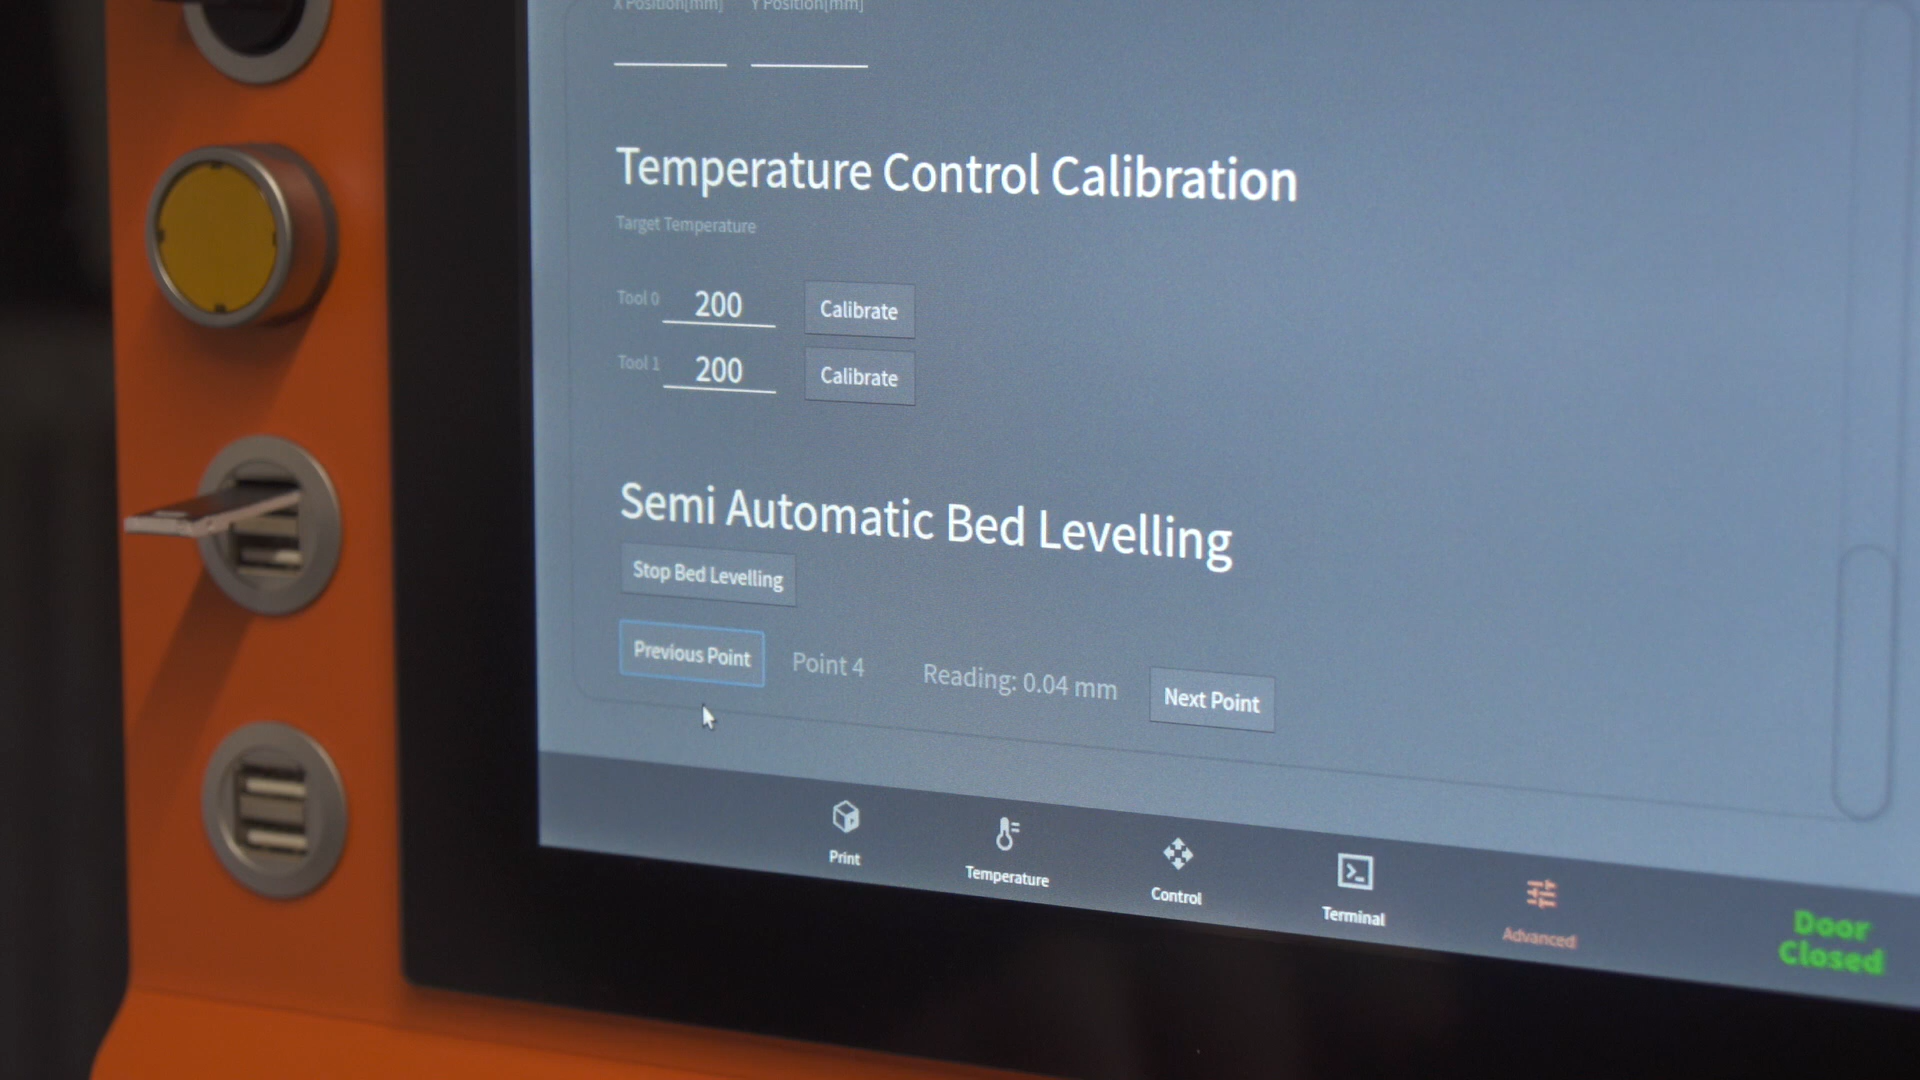 X Position[mm] Y Position[mm]
Temperature Control Calibration
Target Temperature
Tool 0 200 Calibrate
Tool 1 200 Calibrate
Semi Automatic Bed Levelling
Stop Bed Levelling
Previous Point Point 4 Reading: 0.04 mm Next Point
Print Temperature Control Terminal Advanced
Door
Closed